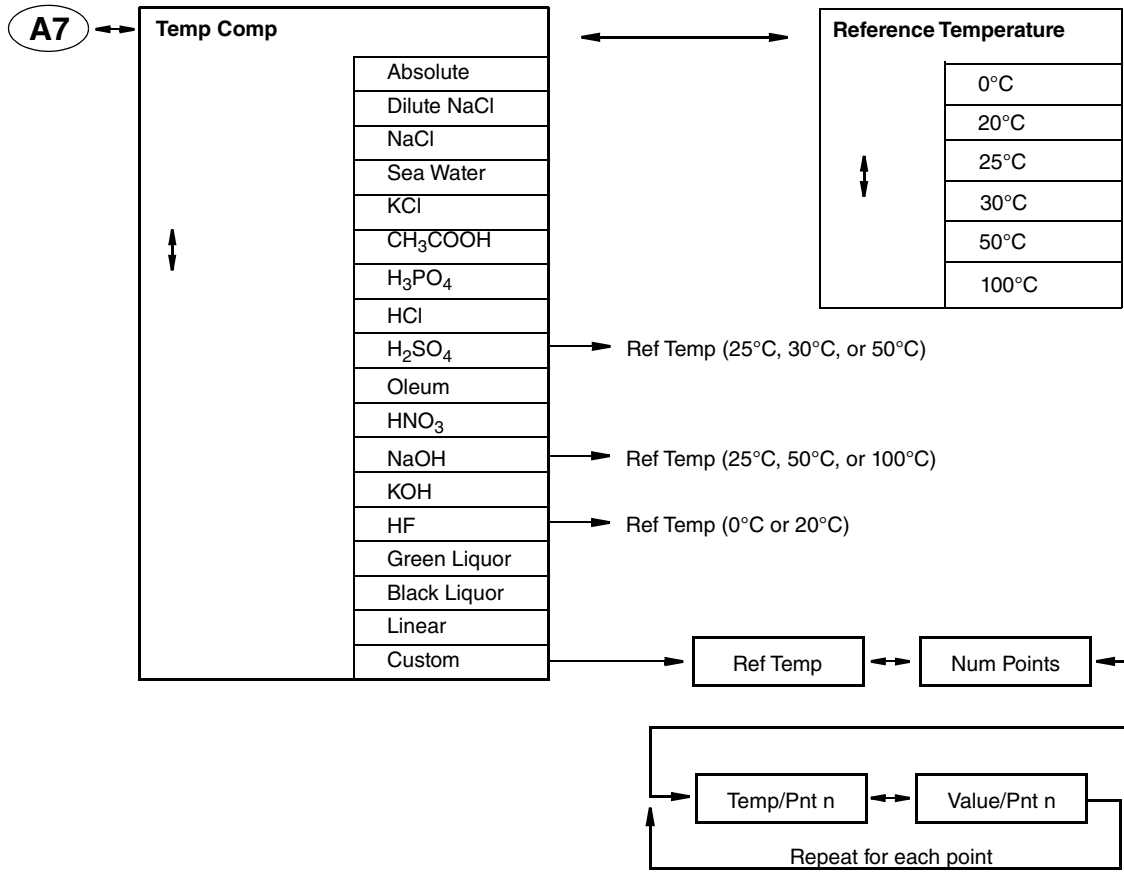 A7
Temp Comp
Absolute
Dilute NaCl
NaCl
Sea Water
KCl
CH₃COOH
H₃PO₄
HCl
H₂SO₄
Oleum
HNO₃
NaOH
KOH
HF
Green Liquor
Black Liquor
Linear
Custom
Reference Temperature
0°C
20°C
25°C
30°C
50°C
100°C
Ref Temp (25°C, 30°C, or 50°C)
Ref Temp (25°C, 50°C, or 100°C)
Ref Temp (0°C or 20°C)
Ref Temp
Num Points
Temp/Pnt n
Value/Pnt n
Repeat for each point